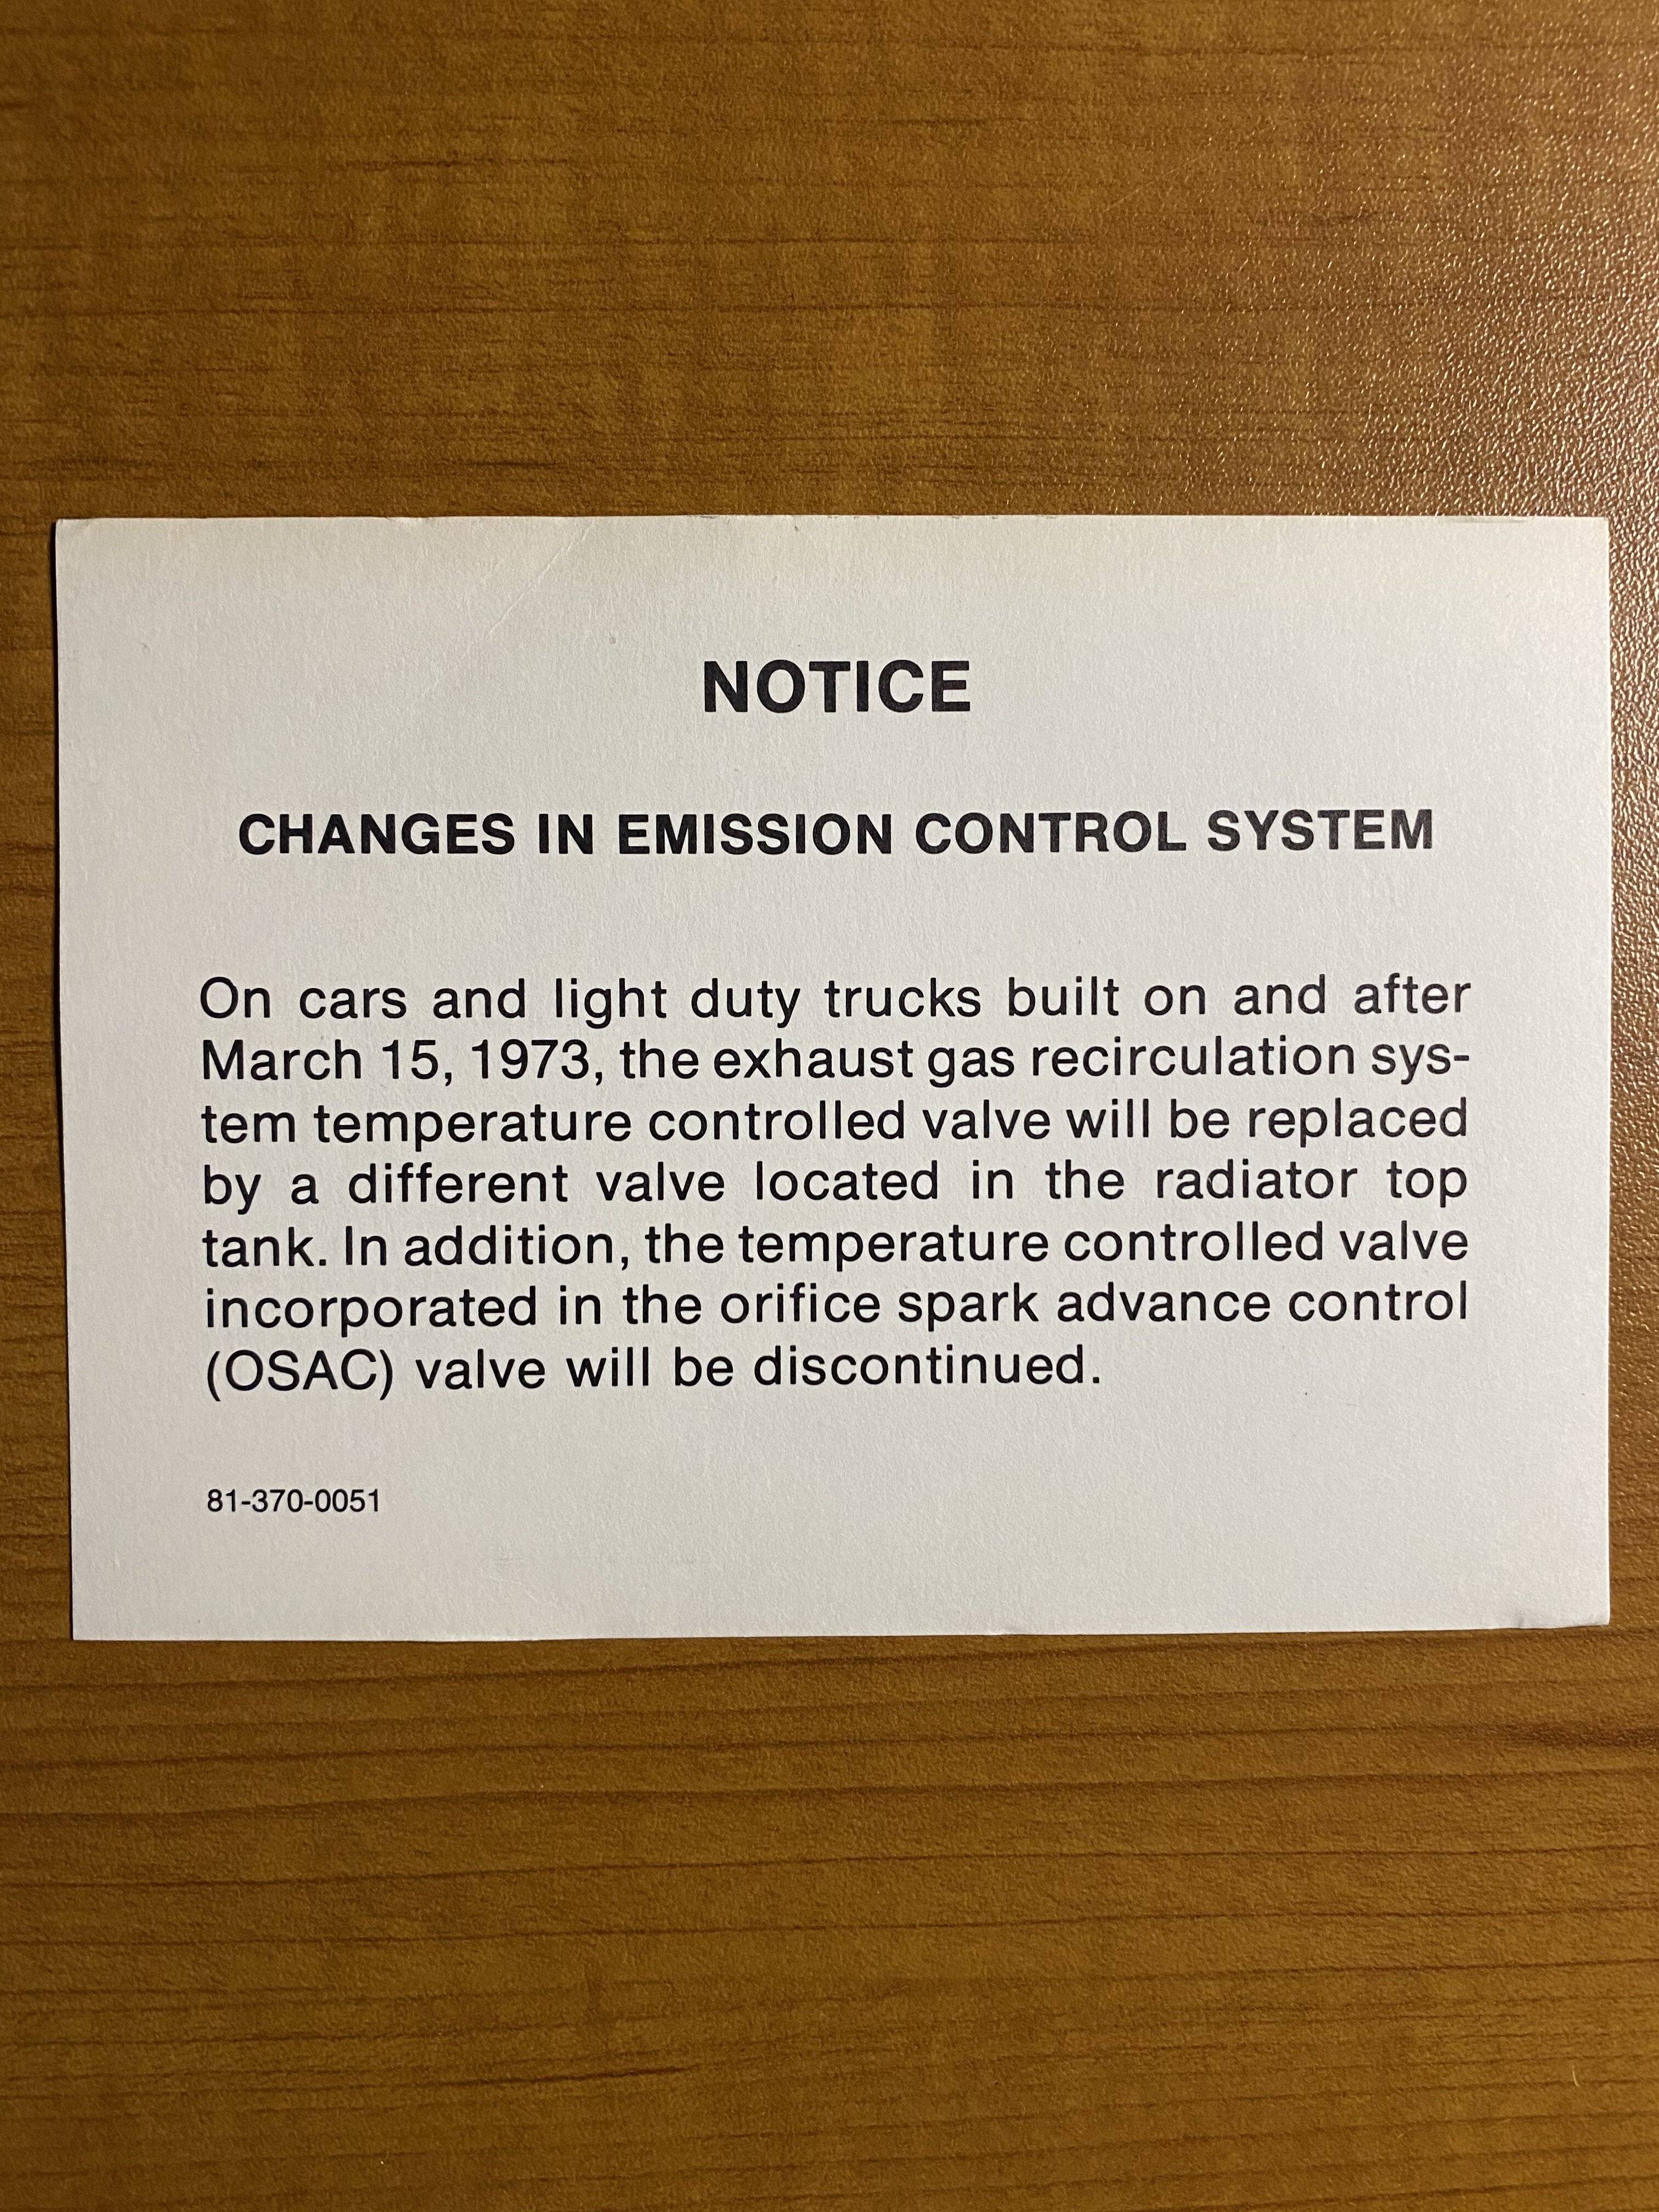 NOTICE
CHANGES IN EMISSION CONTROL SYSTEM
On cars and light duty trucks built on and after
March 15, 1973, the exhaust gas recirculation sys-
tem temperature controlled valve will be replaced
by a different valve located in the radiator top
tank. In addition, the temperature controlled valve
incorporated in the orifice spark advance control
(OSAC) valve will be discontinued.
81-370-0051